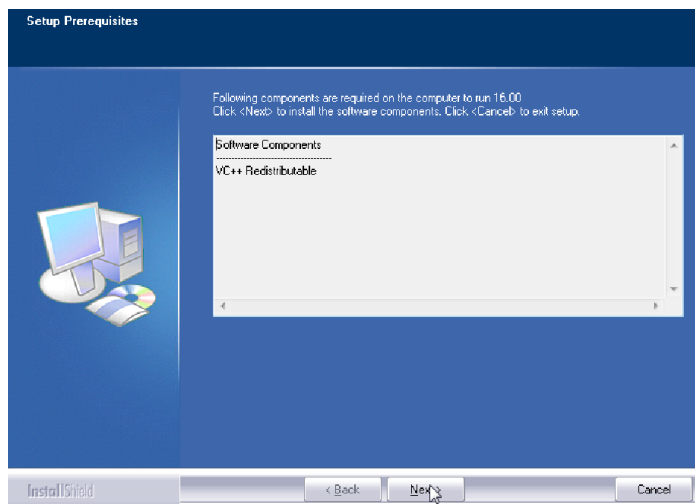 Setup Prerequisites
Following components are required on the computer to run 16.00
Click <Next> to install the software components. Click <Cancel> to exit setup.
Software Components
--------------------------------------
VC++ Redistributable
InstallShield
< Back
Next >
Cancel